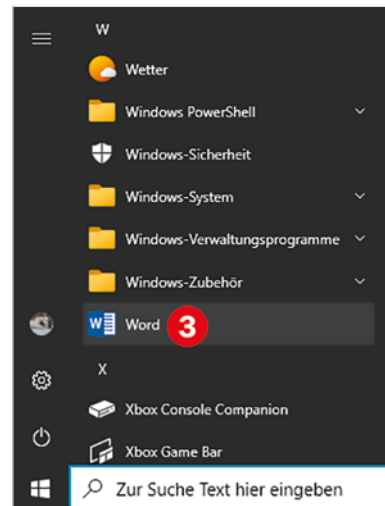 W
Wetter
Windows PowerShell
Windows-Sicherheit
Windows-System
Windows-Verwaltungsprogramme
Windows-Zubehör
Word 3
X
Xbox Console Companion
Xbox Game Bar
Zur Suche Text hier eingeben